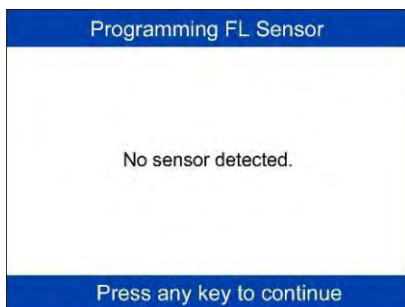 Programming FL Sensor
No sensor detected.
Press any key to continue